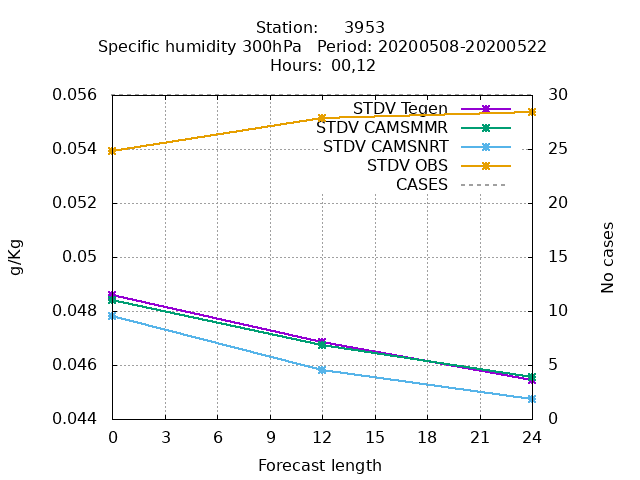 Station: 3953
Specific humidity 300hPa Period: 20200508-20200522
Hours: 00,12
0.056
0.054
0.052
0.05
0.048
0.046
0.044
g/Kg
STDV Tegen
STDV CAMSMMR
STDV CAMSNRT
STDV OBS
CASES
30
25
20
15
10
5
0
No cases
0 3 6 9 12 15 18 21 24
Forecast length